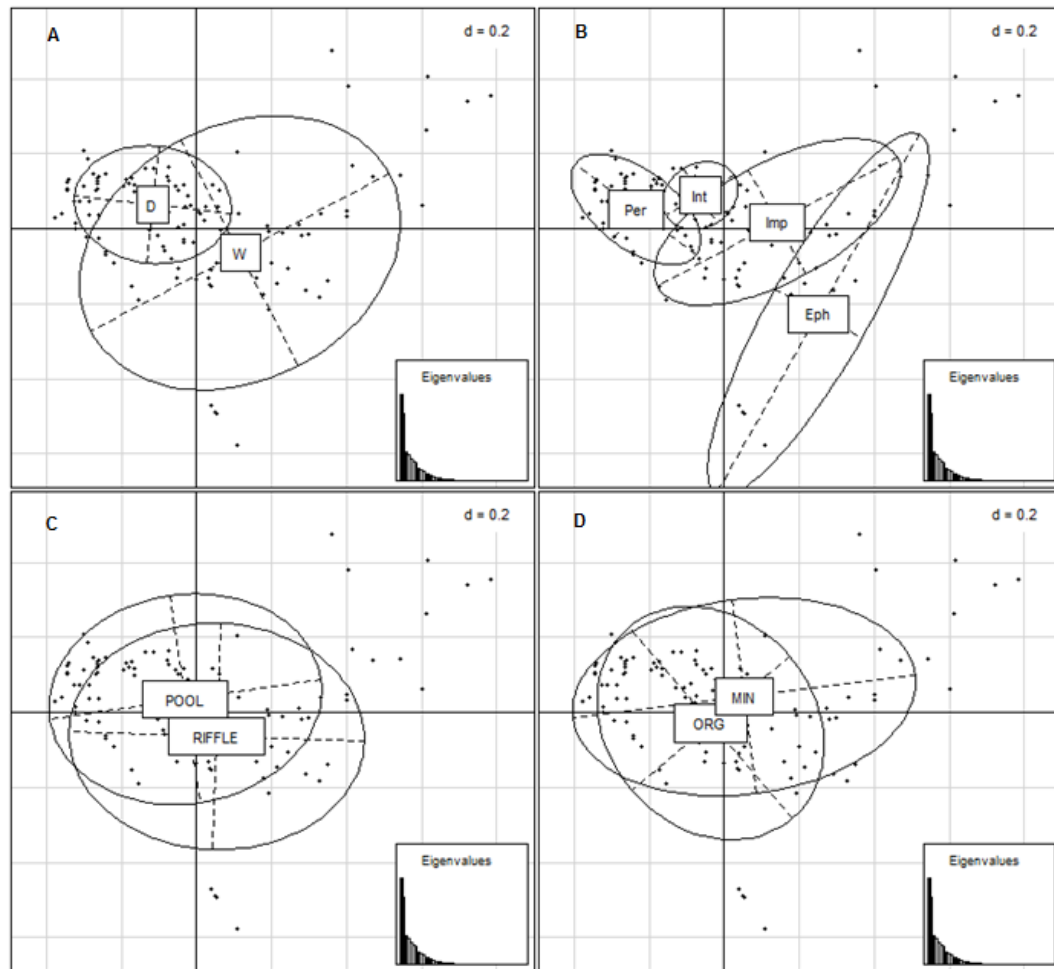 A
d = 0.2
D
W
Eigenvalues
B
d = 0.2
Per
Int
Imp
Eph
Eigenvalues
C
d = 0.2
POOL
RIFFLE
Eigenvalues
D
d = 0.2
MIN
ORG
Eigenvalues